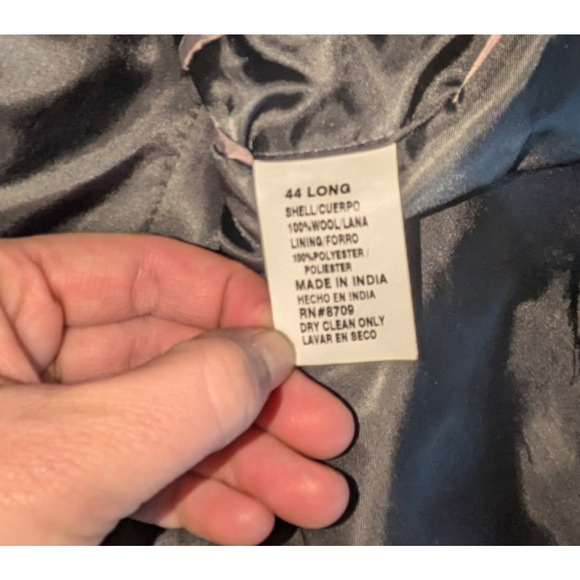 44 LONG
SHELL/CUERPO
100%WOOL/LANA
LINING/FORRO
100%POLYESTER/
POLIESTER
MADE IN INDIA
HECHO EN INDIA
RN#8709
DRY CLEAN ONLY
LAVAR EN SECO